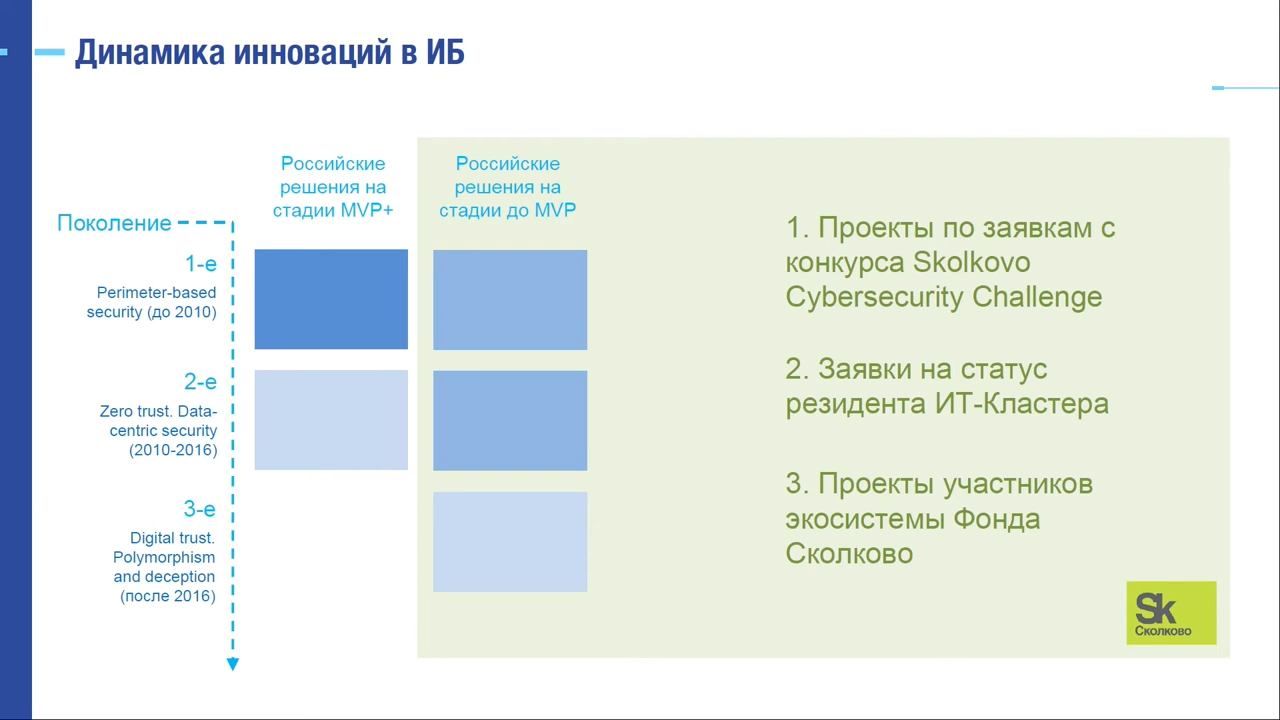 Динамика инноваций в ИБ
Российские
решения на
стадии MVP+
Российские
решения на
стадии до MVP
Поколение
1-е
Perimeter-based
security (до 2010)
2-е
Zero trust. Data-
centric security
(2010-2016)
3-е
Digital trust.
Polymorphism
and deception
(после 2016)
1. Проекты по заявкам с
конкурса Skolkovo
Cybersecurity Challenge
2. Заявки на статус
резидента ИТ-Кластера
3. Проекты участников
экосистемы Фонда
Сколково
Sk
Сколково